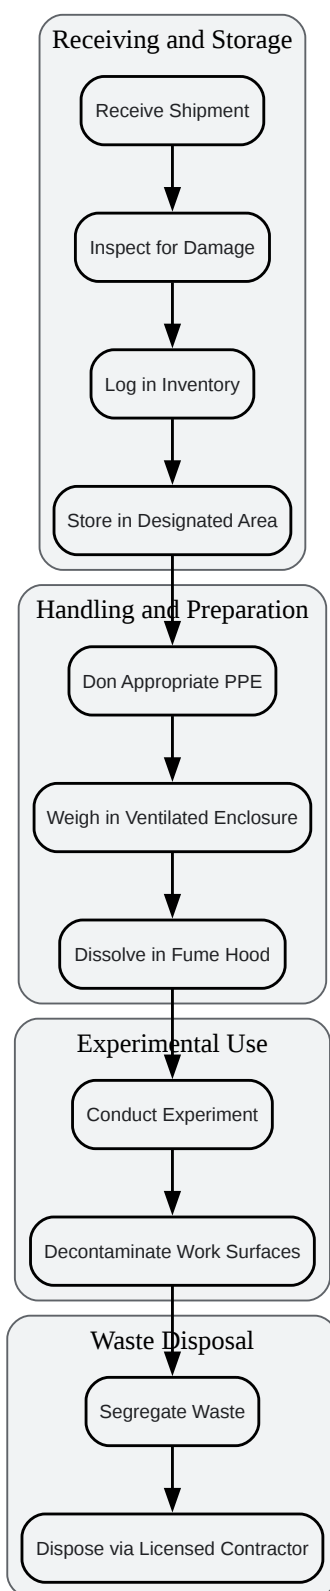 Receiving and Storage
Receive Shipment
Inspect for Damage
Log in Inventory
Store in Designated Area
Handling and Preparation
Don Appropriate PPE
Weigh in Ventilated Enclosure
Dissolve in Fume Hood
Experimental Use
Conduct Experiment
Decontaminate Work Surfaces
Waste Disposal
Segregate Waste
Dispose via Licensed Contractor